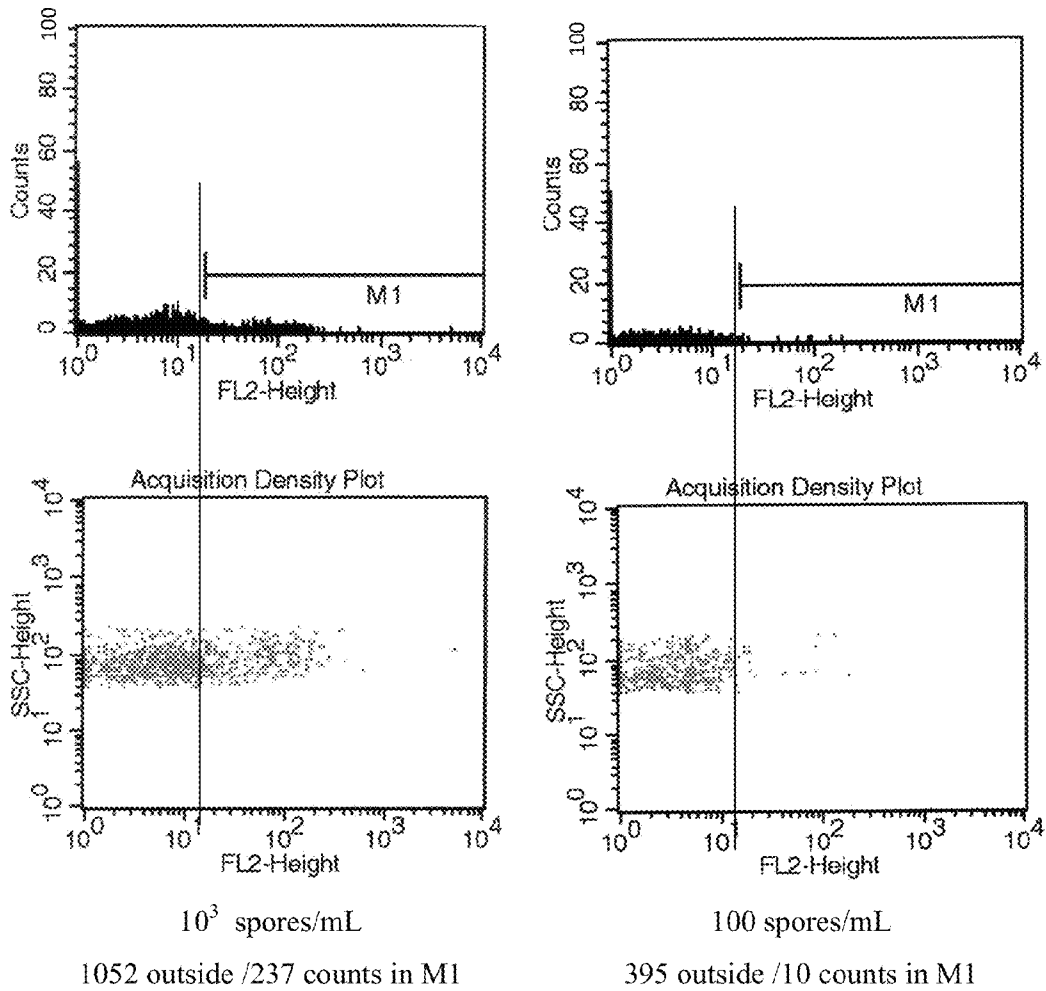 100
80
60
40
20
0
Counts
M1
10^0 10^1 10^2 10^3 10^4
FL2-Height
100
80
60
40
20
0
Counts
M1
10^0 10^1 10^2 10^3 10^4
FL2-Height
Acquisition Density Plot
10^4
10^3
10^2
10^1
10^0
SSC-Height
10^0 10^1 10^2 10^3 10^4
FL2-Height
Acquisition Density Plot
10^4
10^3
10^2
10^1
10^0
SSC-Height
10^0 10^1 10^2 10^3 10^4
FL2-Height
10^3 spores/mL
1052 outside /237 counts in M1
100 spores/mL
395 outside /10 counts in M1